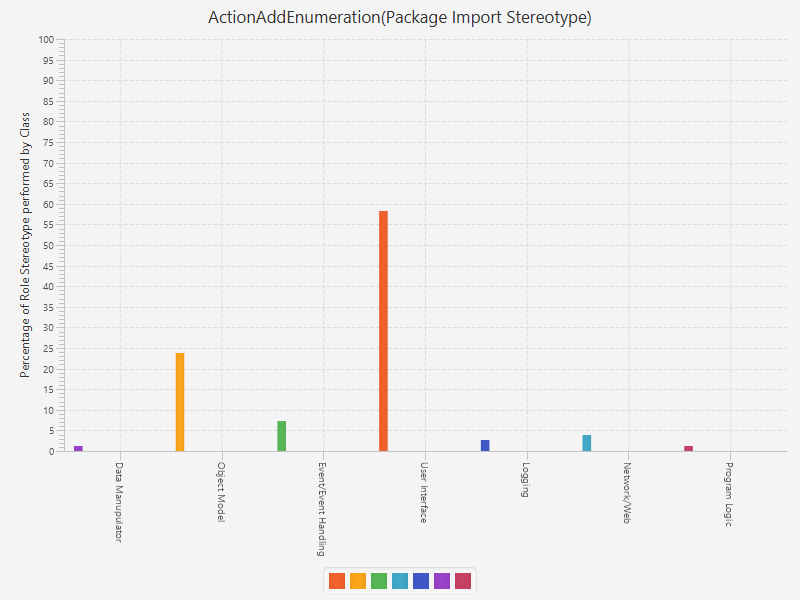 ActionAddEnumeration(Package Import Stereotype)
Percentage of Role Stereotype performed by Class
100
95
90
85
80
75
70
65
60
55
50
45
40
35
30
25
20
15
10
5
0
Data Manupulator
Object Model
Event/Event Handling
User Interface
Logging
Network/Web
Program Logic